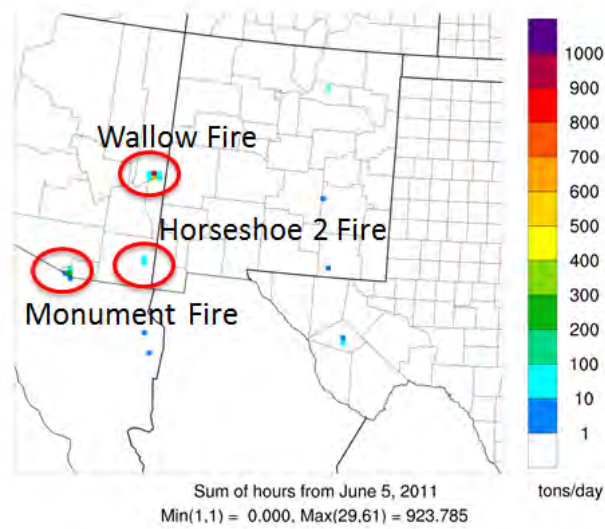 1000
900
800
700
600
500
400
300
200
100
10
1
tons/day
Wallow Fire
Horseshoe 2 Fire
Monument Fire
Sum of hours from June 5, 2011
Min(1,1) = 0.000, Max(29,61) = 923.785